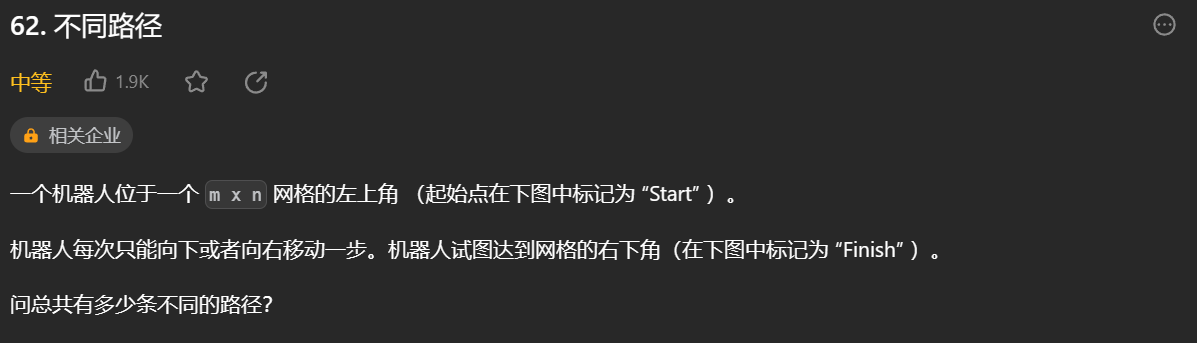 62. 不同路径
中等 1.9K
相关企业
一个机器人位于一个 m x n 网格的左上角 （起始点在下图中标记为 “Start” ）。
机器人每次只能向下或者向右移动一步。机器人试图达到网格的右下角（在下图中标记为 “Finish” ）。
问总共有多少条不同的路径？